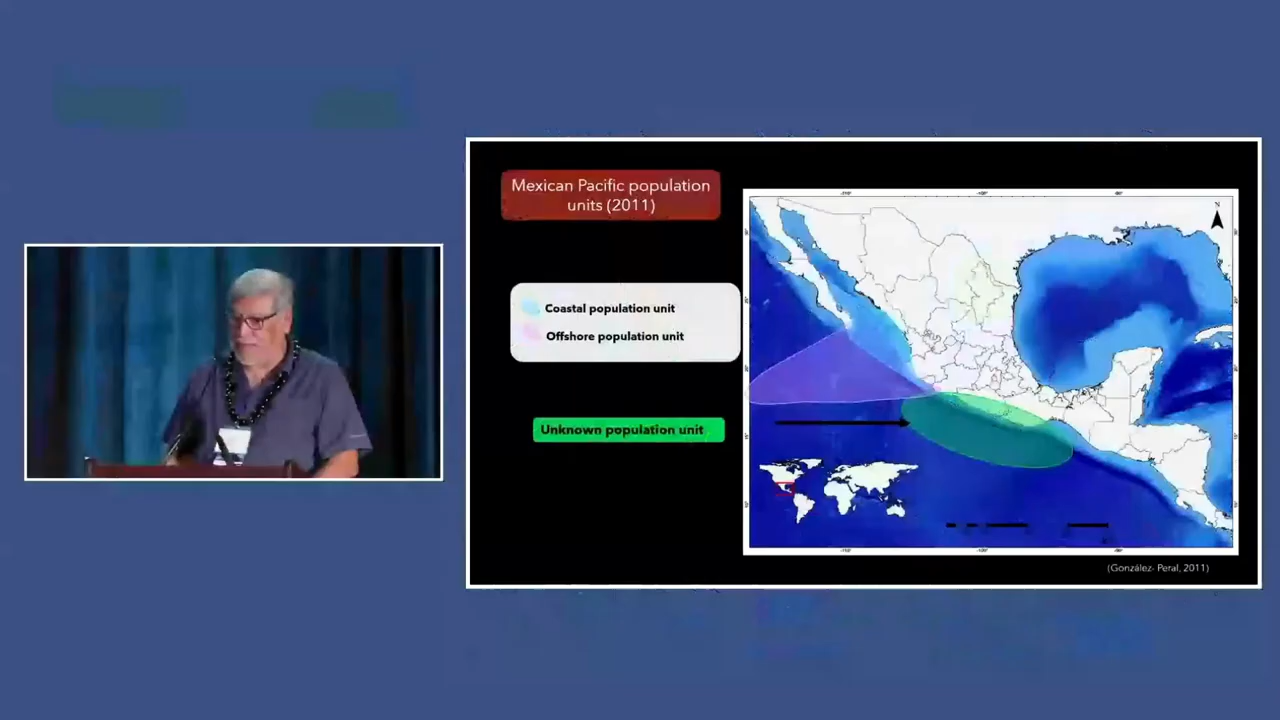 Mexican Pacific population
units (2011)
Coastal population unit
Offshore population unit
Unknown population unit
N
(González- Peral, 2011)